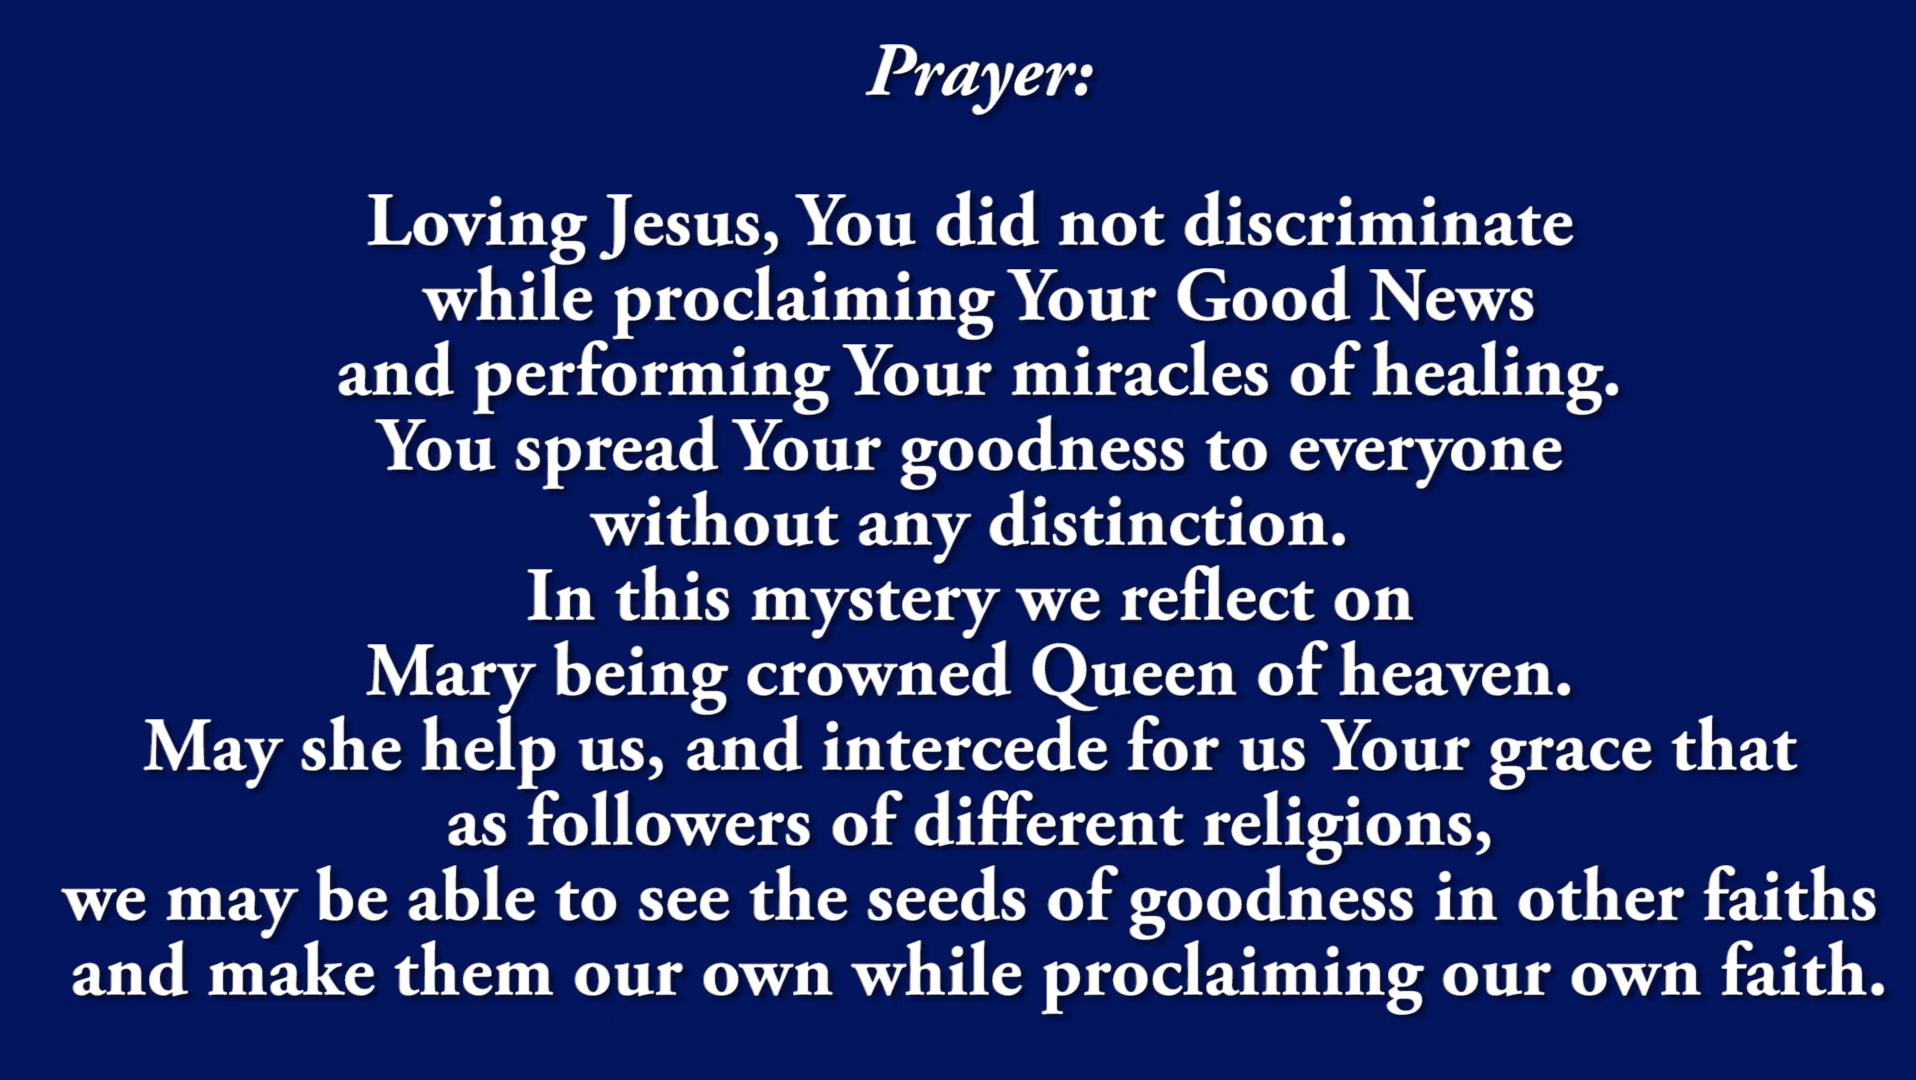 Prayer:
Loving Jesus, You did not discriminate
while proclaiming Your Good News
and performing Your miracles of healing.
You spread Your goodness to everyone
without any distinction.
In this mystery we reflect on
Mary being crowned Queen of heaven.
May she help us, and intercede for us Your grace that
as followers of different religions,
we may be able to see the seeds of goodness in other faiths
and make them our own while proclaiming our own faith.